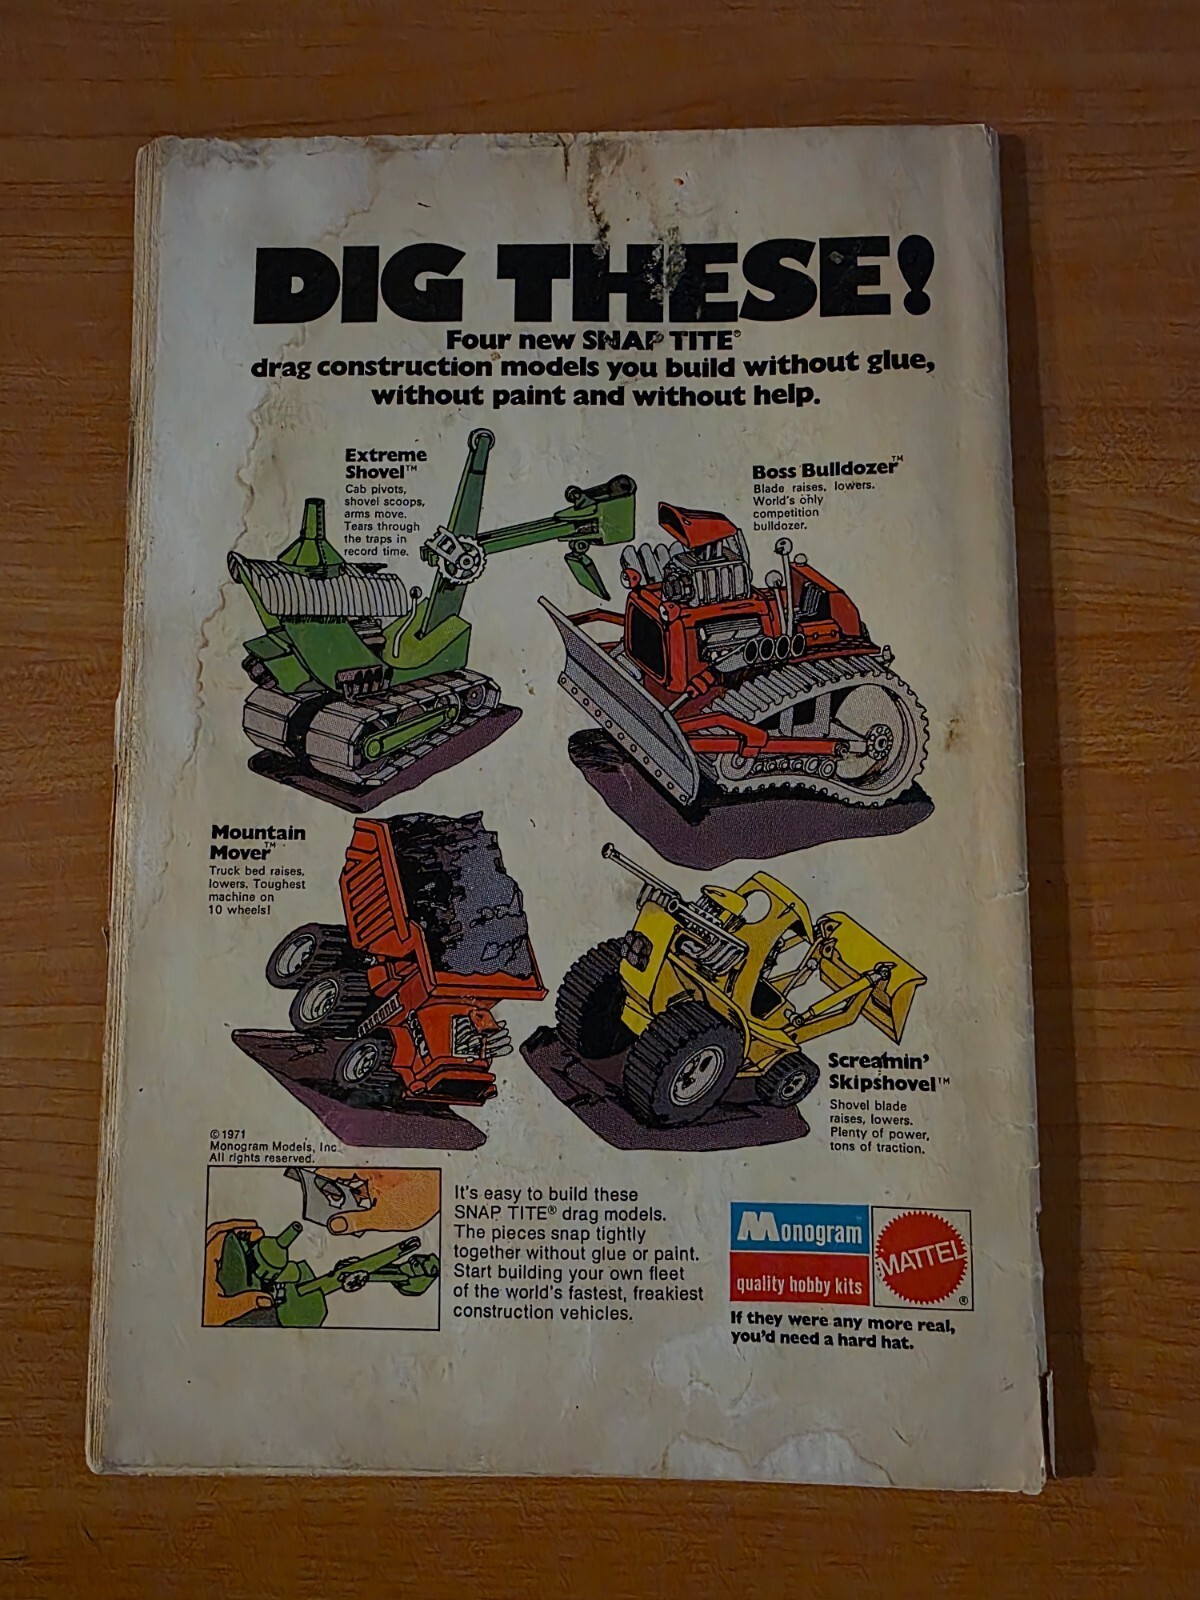 DIG THESE!
Four new SNAP TITE®
drag construction models you build without glue,
without paint and without help.
Extreme
Shovel™
Cab pivots,
shovel scoops,
arms move.
Tears through
the traps in
record time.
Boss Bulldozer™
Blade raises, lowers.
World's only
competition
bulldozer.
Mountain
Mover™
Truck bed raises,
lowers. Toughest
machine on
10 wheels!
Screamin'
Skipshovel™
Shovel blade
raises, lowers.
Plenty of power,
tons of traction.
©1971
Monogram Models, Inc.
All rights reserved.
It's easy to build these
SNAP TITE® drag models.
The pieces snap tightly
together without glue or paint.
Start building your own fleet
of the world's fastest, freakiest
construction vehicles.
Monogram
quality hobby kits
MATTEL
®
If they were any more real,
you'd need a hard hat.